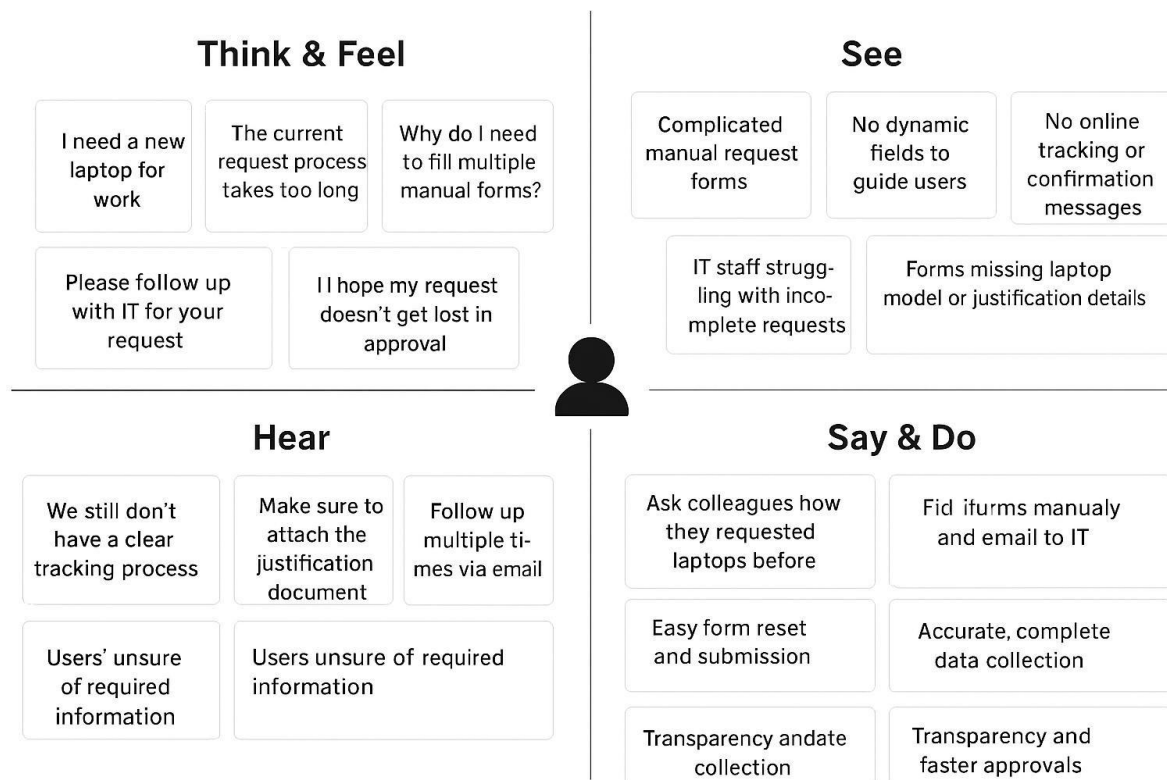 Think & Feel
I need a new
laptop for
work
The current
request process
takes too long
Why do I need
to fill multiple
manual forms?
Please follow up
with IT for your
request
I I hope my request
doesn't get lost in
approval
See
Complicated
manual request
forms
No dynamic
fields to
guide users
No online
tracking or
confirmation
messages
IT staff strugg-
ling with inco-
mplete requests
Forms missing laptop
model or justification details
Hear
We still don't
have a clear
tracking process
Make sure to
attach the
justification
document
Follow up
multiple ti-
mes via email
Users' unsure
of required
information
Users unsure of required
information
Say & Do
Ask colleagues how
they requested
laptops before
Fid ifurms manualy
and email to IT
Easy form reset
and submission
Accurate, complete
data collection
Transparency andate
collection
Transparency and
faster approvals